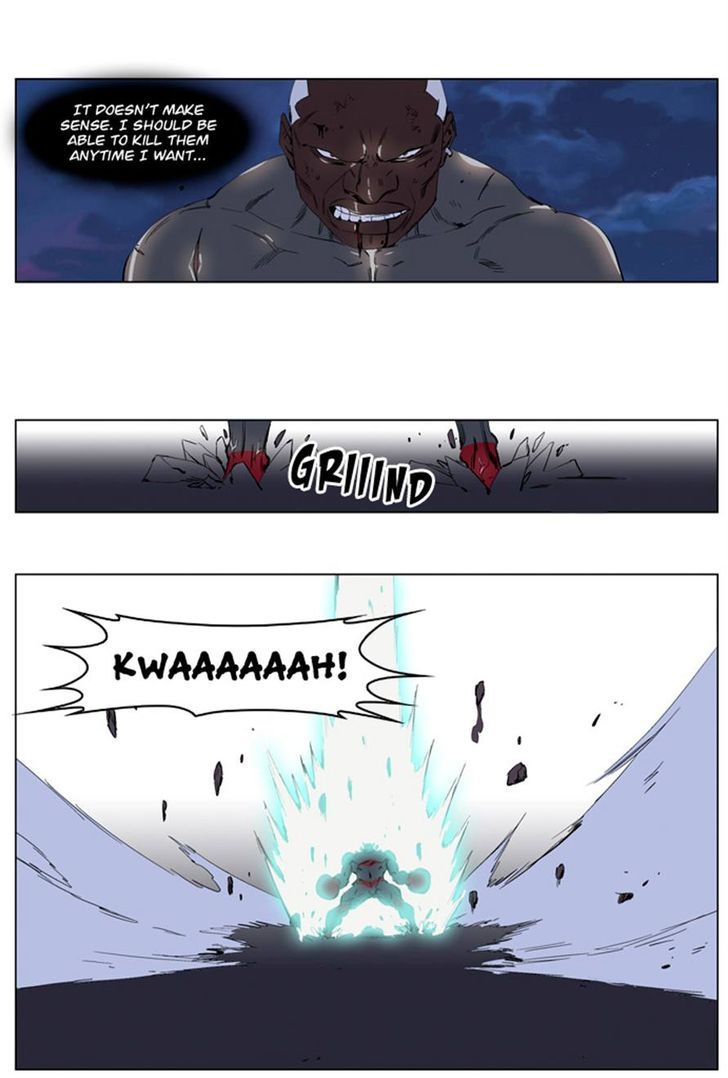 IT DOESN'T MAKE
SENSE. I SHOULD BE
ABLE TO KILL THEM
ANYTIME I WANT...
GRIIIND
KWAAAAAAH!